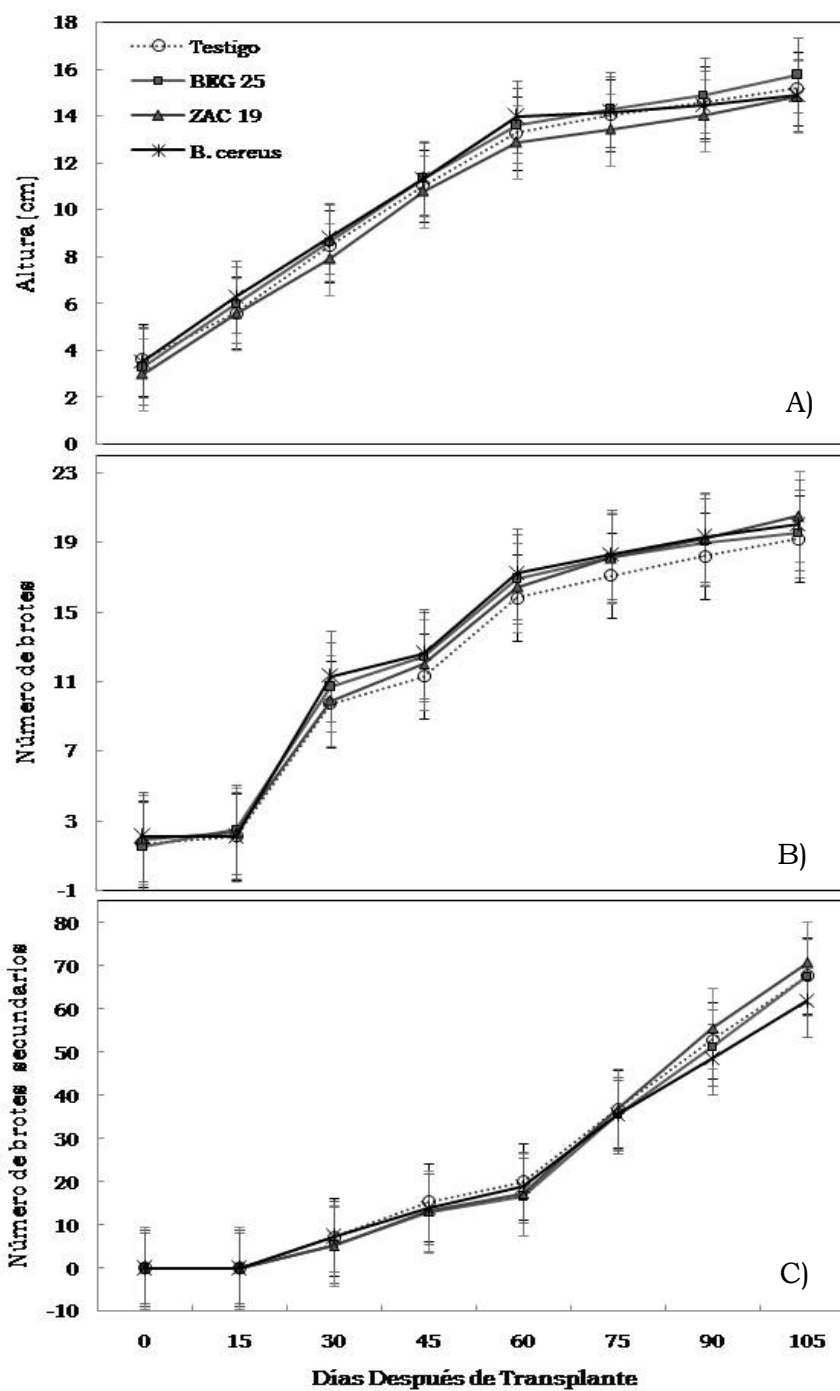 18
16
14
12
10
8
6
4
2
0
Altura (cm)
Testigo
BEG 25
ZAC 19
B. cereus
A)
23
19
15
11
7
3
-1
Número de brotes
B)
80
70
60
50
40
30
20
10
0
-10
Número de brotes secundarios
C)
0 15 30 45 60 75 90 105
Días Después de Transplante